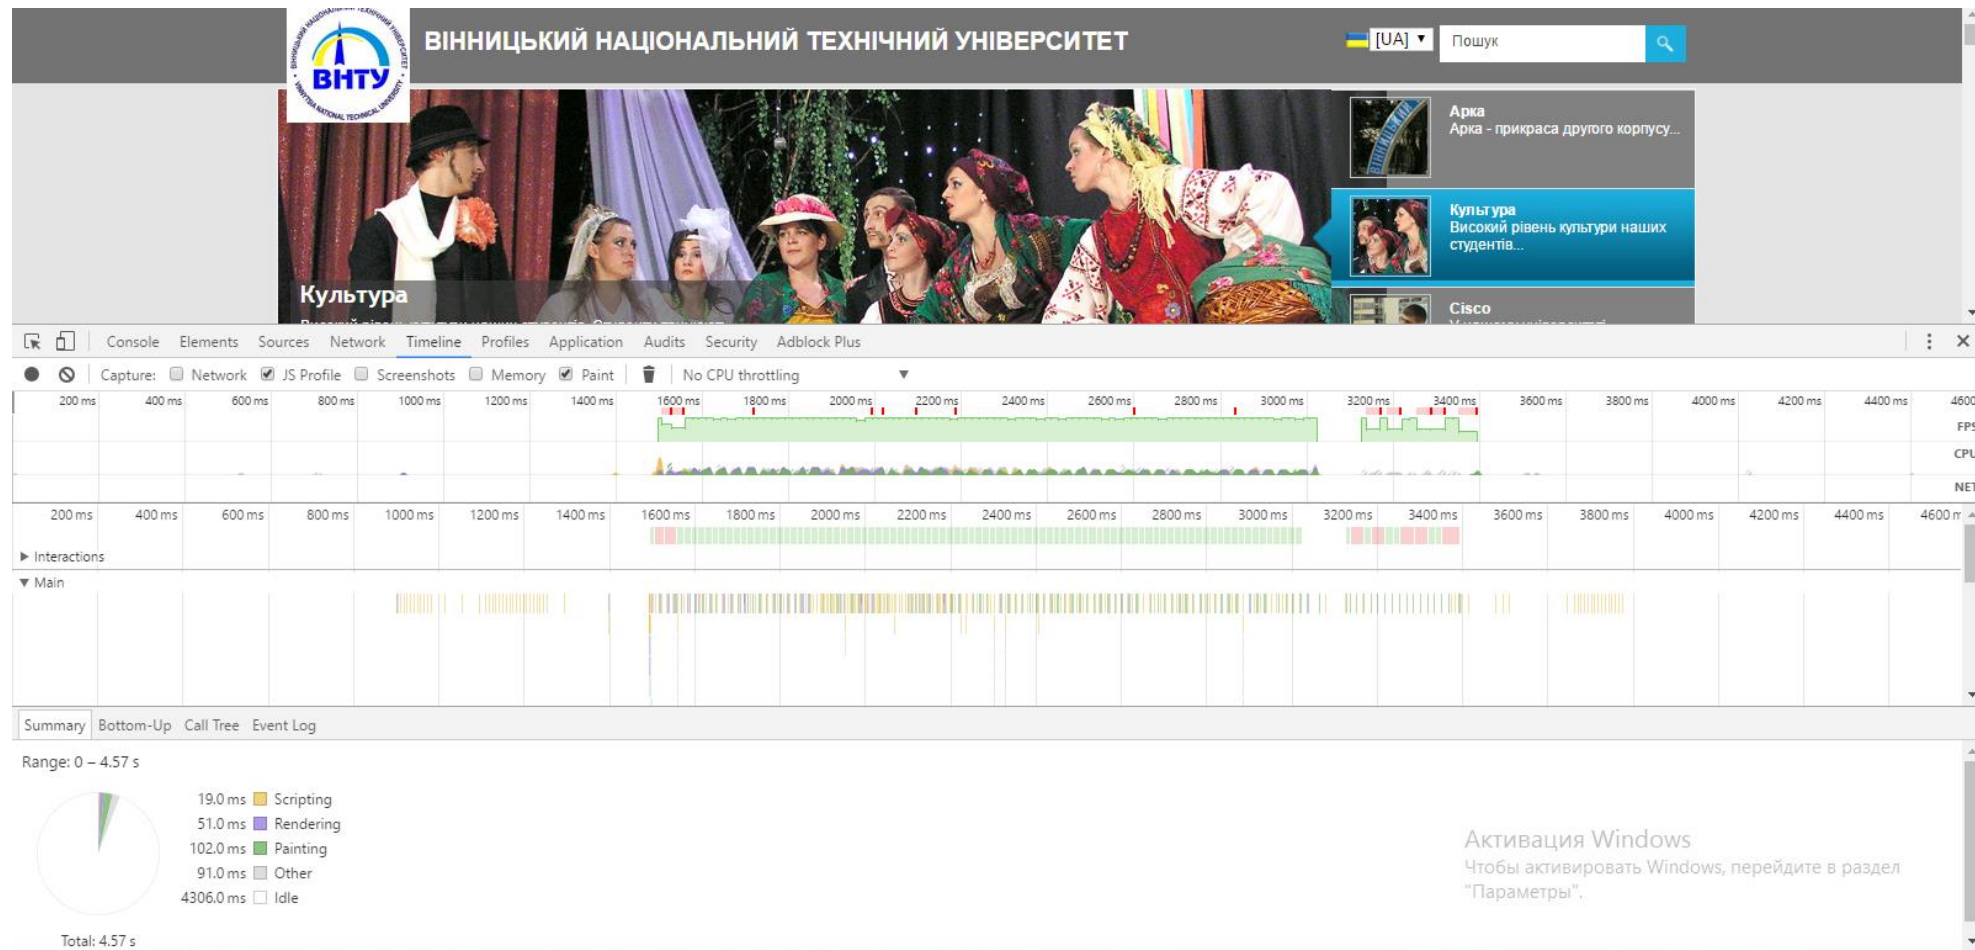 ВІННИЦЬКИЙ НАЦІОНАЛЬНИЙ ТЕХНІЧНИЙ УНІВЕРСИТЕТ
VINNYTSIA NATIONAL TECHNICAL UNIVERSITY
ВНТУ
ВІННИЦЬКИЙ НАЦІОНАЛЬНИЙ ТЕХНІЧНИЙ УНІВЕРСИТЕТ
[UA] Пошук
Арка
Арка - прикраса другого корпусу...
Культура
Високий рівень культури наших
студентів...
Cisco
Культура
Console Elements Sources Network Timeline Profiles Application Audits Security Adblock Plus
Capture: Network JS Profile Screenshots Memory Paint No CPU throttling
200 ms 400 ms 600 ms 800 ms 1000 ms 1200 ms 1400 ms 1600 ms 1800 ms 2000 ms 2200 ms 2400 ms 2600 ms 2800 ms 3000 ms 3200 ms 3400 ms 3600 ms 3800 ms 4000 ms 4200 ms 4400 ms 4600
FPS
CPU
NET
200 ms 400 ms 600 ms 800 ms 1000 ms 1200 ms 1400 ms 1600 ms 1800 ms 2000 ms 2200 ms 2400 ms 2600 ms 2800 ms 3000 ms 3200 ms 3400 ms 3600 ms 3800 ms 4000 ms 4200 ms 4400 ms 4600 m
Interactions
Main
Summary Bottom-Up Call Tree Event Log
Range: 0 – 4.57 s
19.0 ms Scripting
51.0 ms Rendering
102.0 ms Painting
91.0 ms Other
4306.0 ms Idle
Total: 4.57 s
Активация Windows
Чтобы активировать Windows, перейдите в раздел
"Параметры".